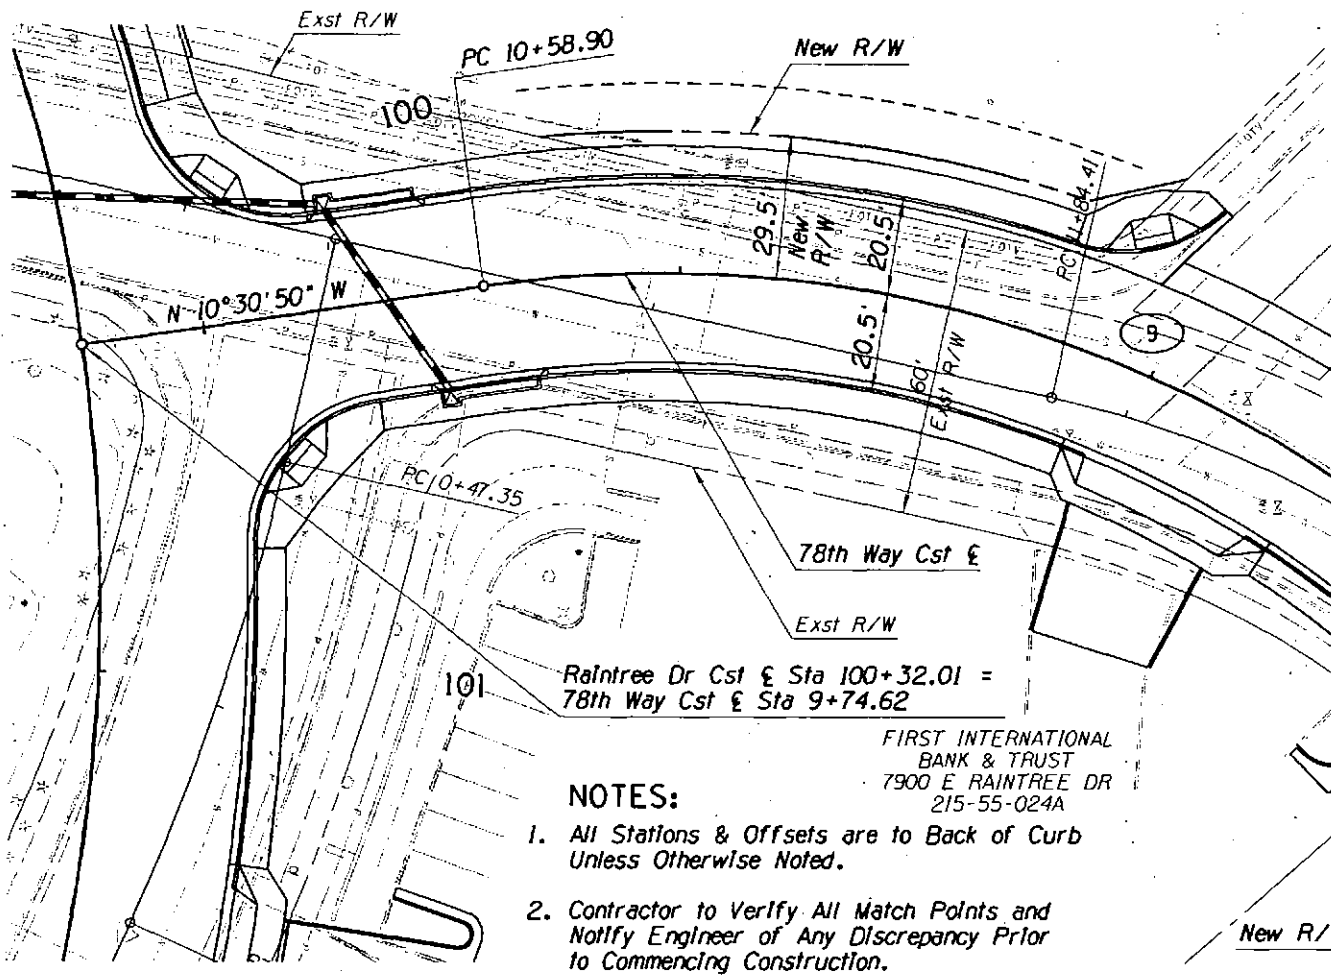 Exst R/W
PC 10+58.90
New R/W
100
29.5'
New
R/W
20.5'
PC 11+84.41
N 10°30'50" W
20.5'
60'
Exst R/W
9
PC 10+47.35
78th Way Cst ℄
Exst R/W
101
Raintree Dr Cst ℄ Sta 100+32.01 =
78th Way Cst ℄ Sta 9+74.62
FIRST INTERNATIONAL
BANK & TRUST
7900 E RAINTREE DR
215-55-024A
NOTES:
1. All Stations & Offsets are to Back of Curb
Unless Otherwise Noted.
2. Contractor to Verify All Match Points and
Notify Engineer of Any Discrepancy Prior
to Commencing Construction.
New R/